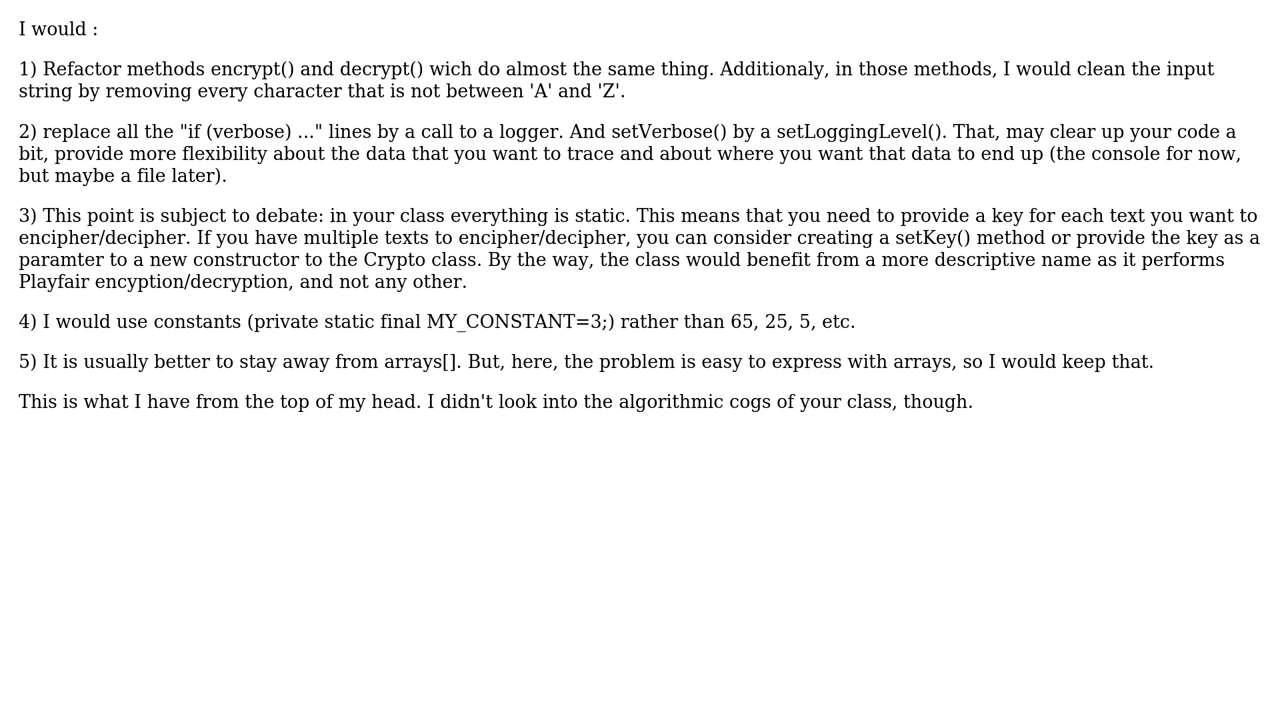 I would :
1) Refactor methods encrypt() and decrypt() wich do almost the same thing. Additionaly, in those methods, I would clean the input
string by removing every character that is not between 'A' and 'Z'.
2) replace all the "if (verbose) ..." lines by a call to a logger. And setVerbose() by a setLoggingLevel(). That, may clear up your code a
bit, provide more flexibility about the data that you want to trace and about where you want that data to end up (the console for now,
but maybe a file later).
3) This point is subject to debate: in your class everything is static. This means that you need to provide a key for each text you want to
encipher/decipher. If you have multiple texts to encipher/decipher, you can consider creating a setKey() method or provide the key as a
paramter to a new constructor to the Crypto class. By the way, the class would benefit from a more descriptive name as it performs
Playfair encyption/decryption, and not any other.
4) I would use constants (private static final MY_CONSTANT=3;) rather than 65, 25, 5, etc.
5) It is usually better to stay away from arrays[]. But, here, the problem is easy to express with arrays, so I would keep that.
This is what I have from the top of my head. I didn't look into the algorithmic cogs of your class, though.